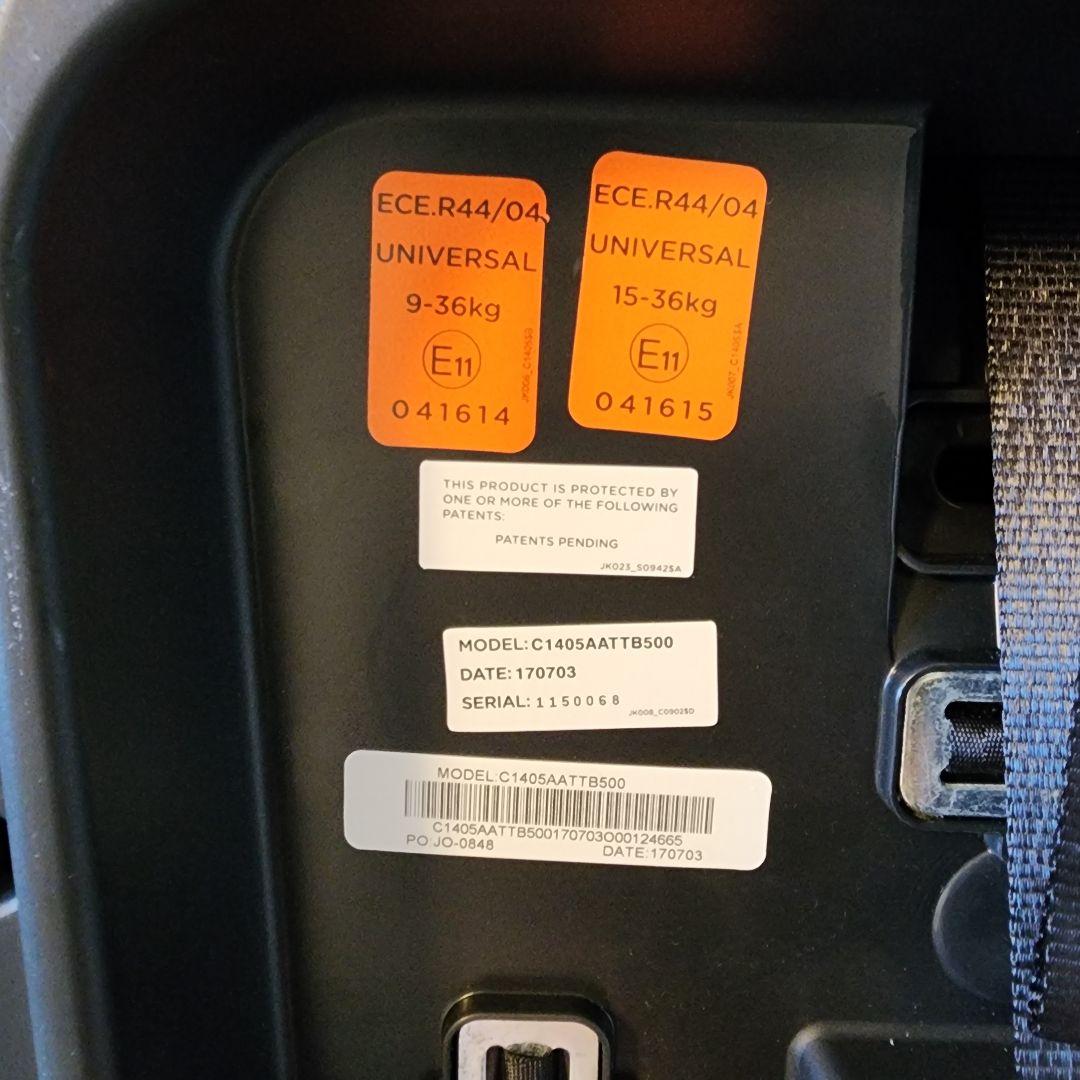 ECE.R44/04
UNIVERSAL
9-36kg
E11
041614
ECE.R44/04
UNIVERSAL
15-36kg
E11
041615
THIS PRODUCT IS PROTECTED BY
ONE OR MORE OF THE FOLLOWING
PATENTS:
PATENTS PENDING
JK023_S0942$A
MODEL:C1405AATTB500
DATE:170703
SERIAL:1150068
JK008_C0902$D
MODEL:C1405AATTB500
C1405AATTB500170703O00124665
PO:JO-0848
DATE:170703